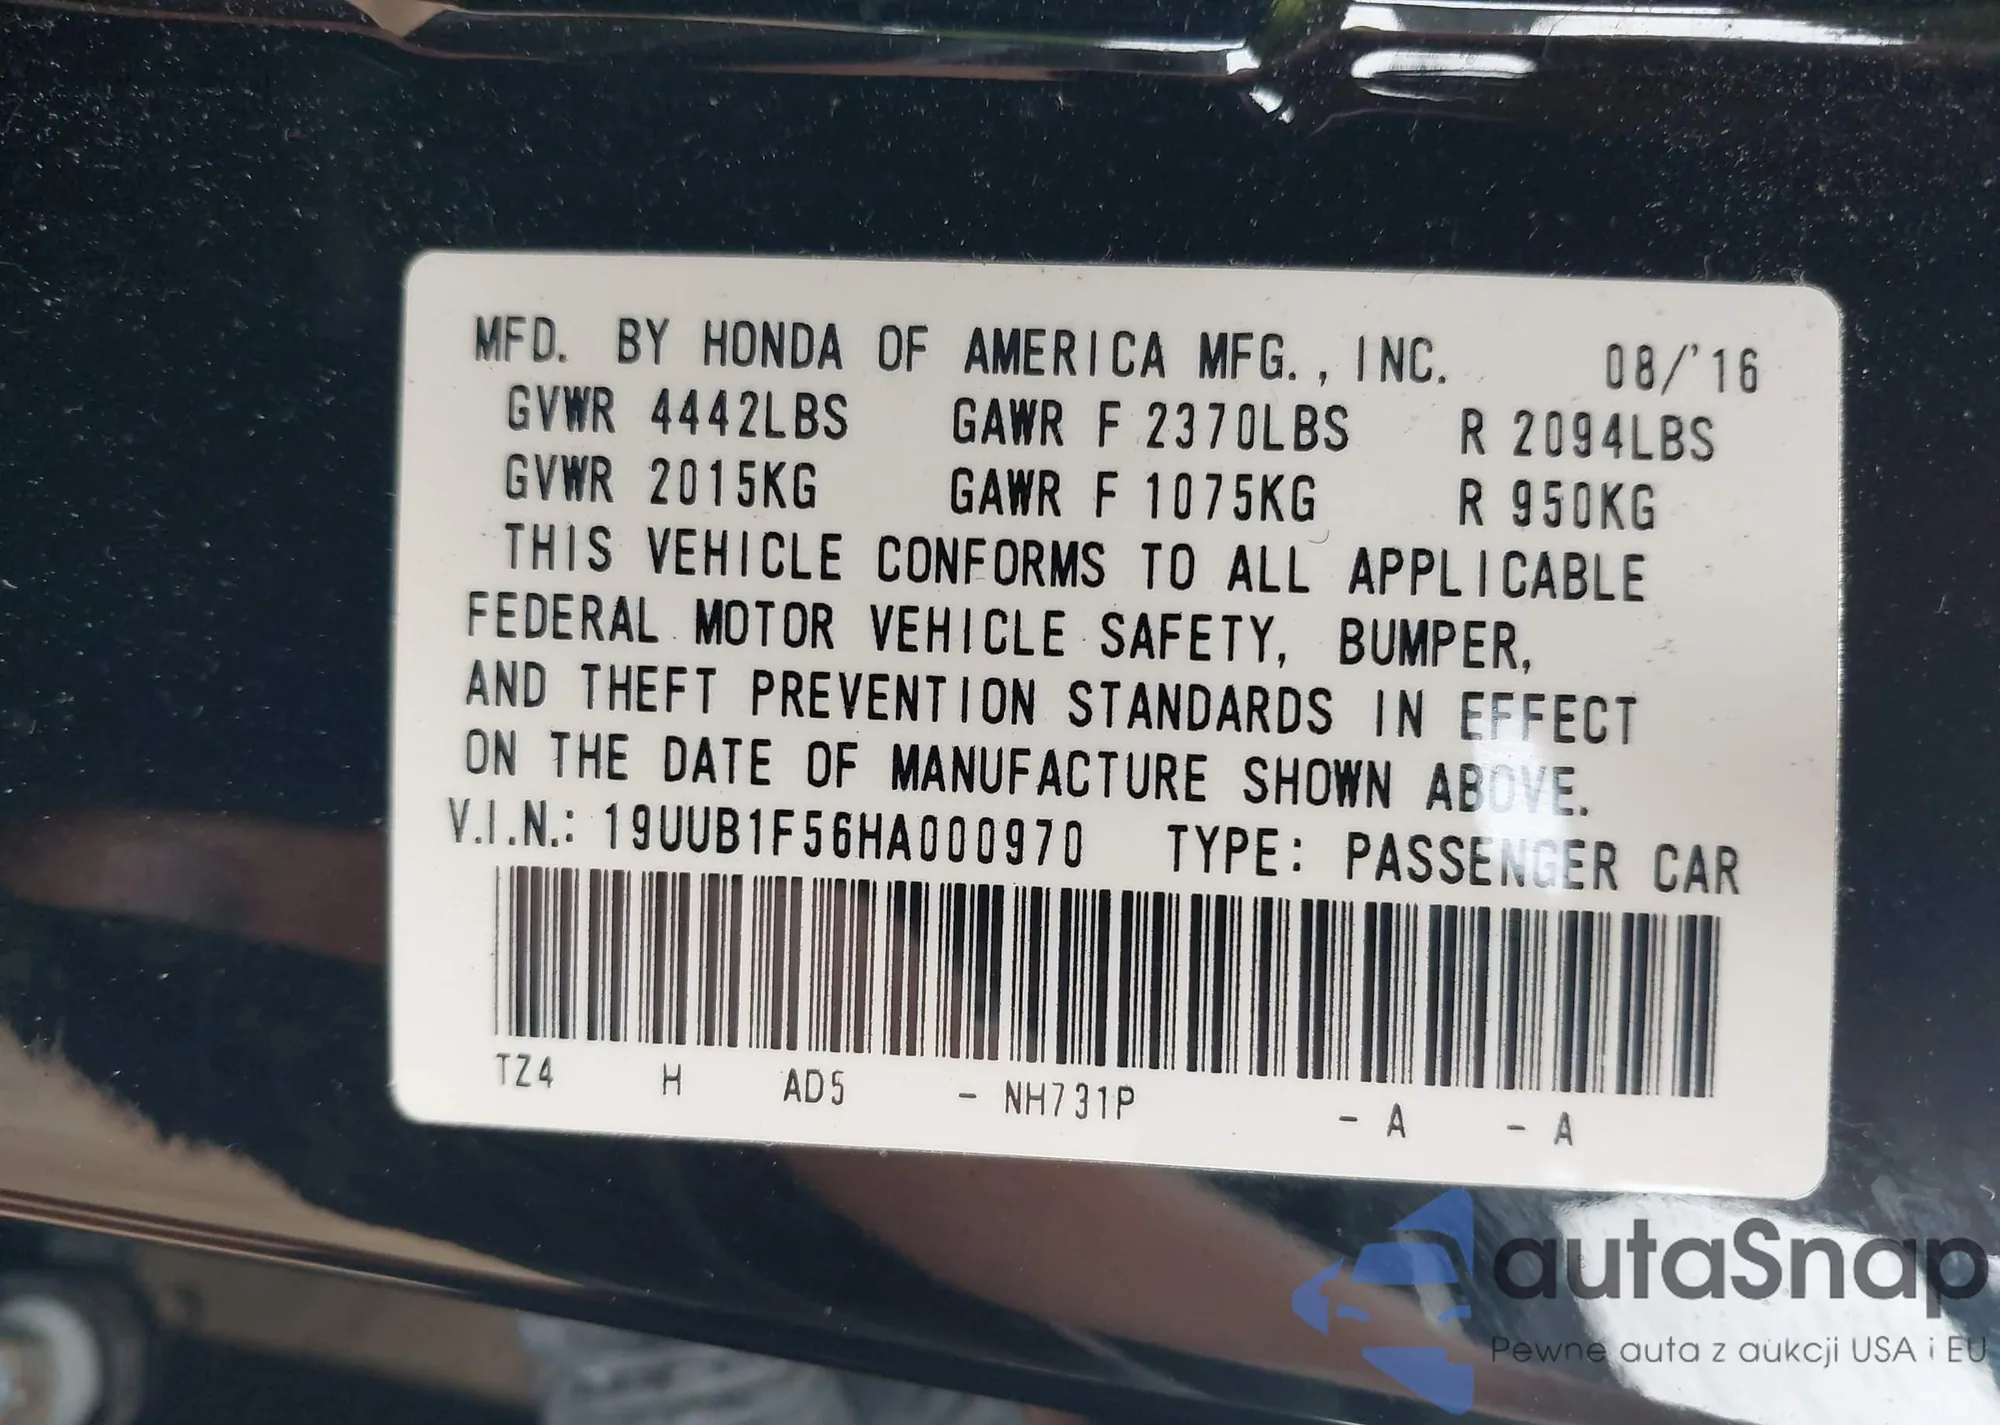 MFD. BY HONDA OF AMERICA MFG., INC. 08/'16
GVWR 4442LBS GAWR F 2370LBS R 2094LBS
GVWR 2015KG GAWR F 1075KG R 950KG
THIS VEHICLE CONFORMS TO ALL APPLICABLE
FEDERAL MOTOR VEHICLE SAFETY, BUMPER,
AND THEFT PREVENTION STANDARDS IN EFFECT
ON THE DATE OF MANUFACTURE SHOWN ABOVE.
V.I.N.: 19UUB1F56HA000970 TYPE: PASSENGER CAR
TZ4 H AD5 - NH731P - A - A
autaSnap
Pewne auta z aukcji USA i EU